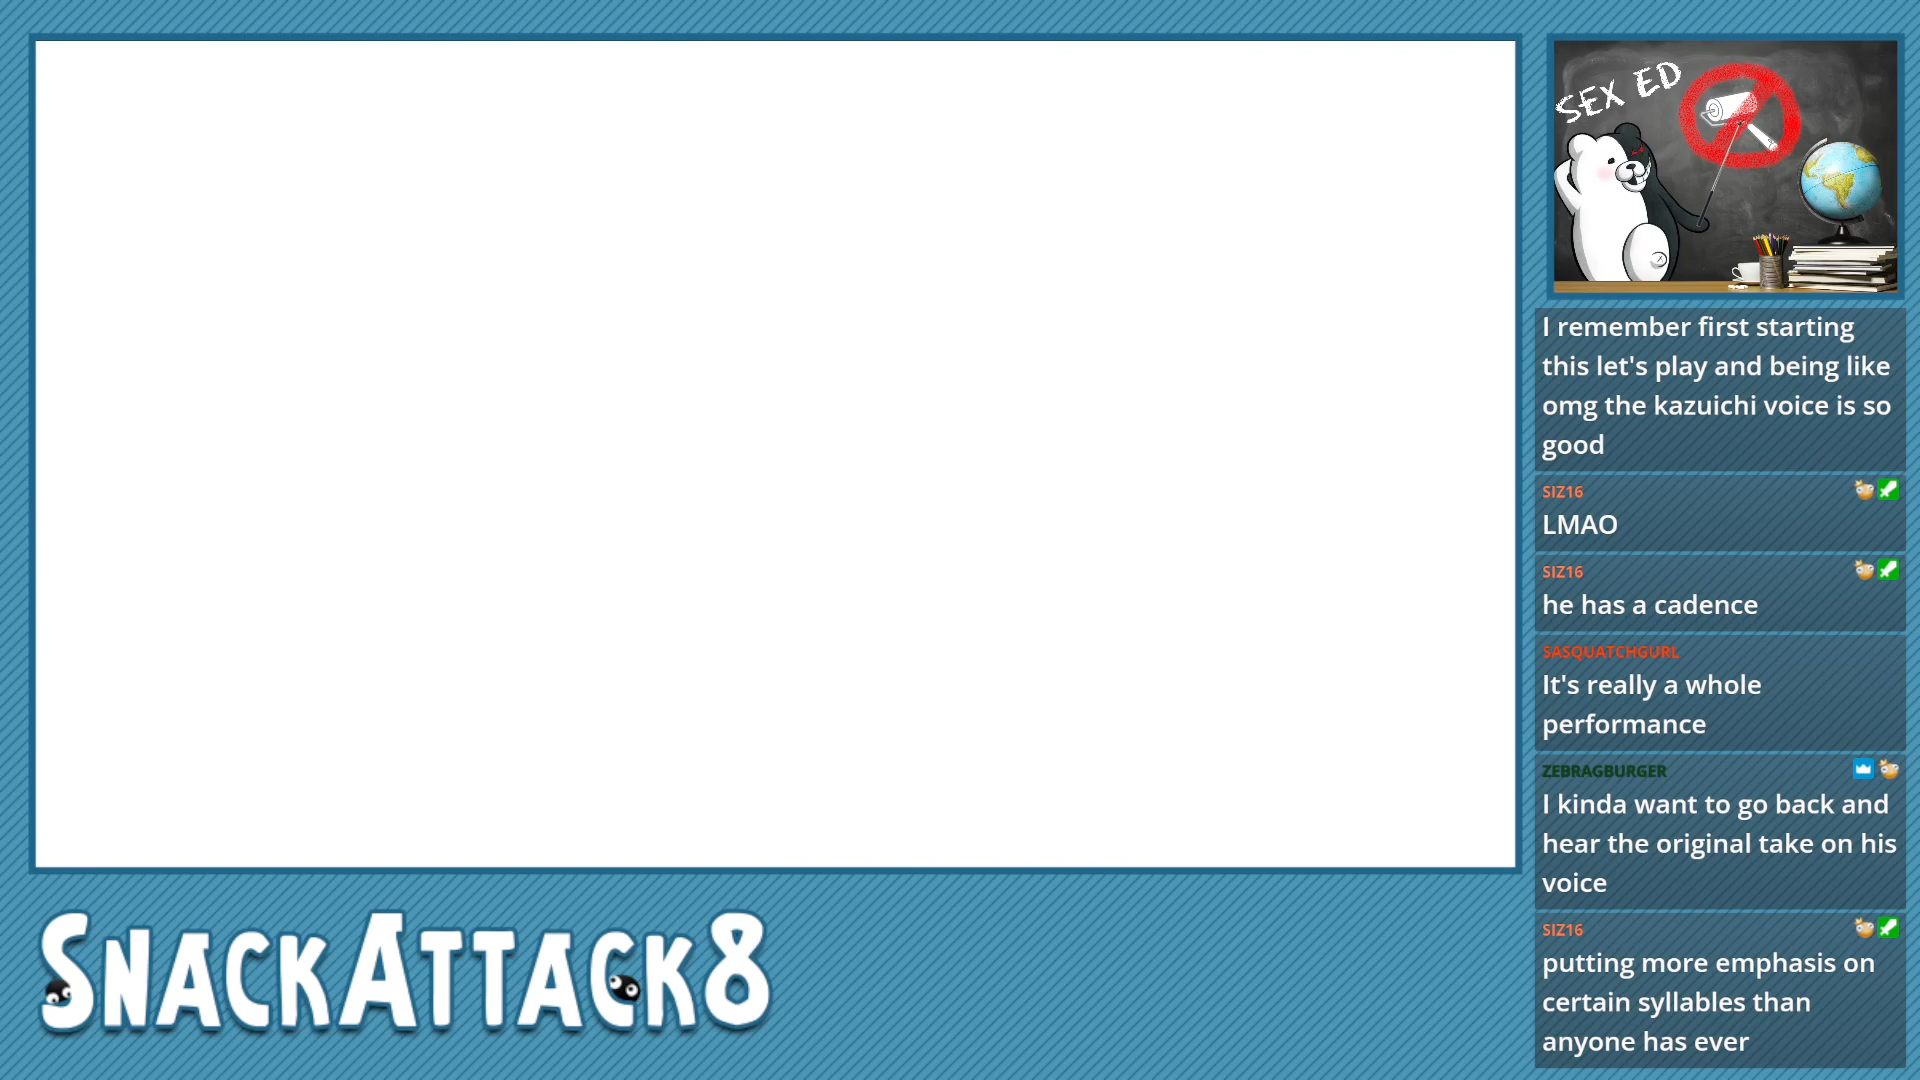 SEX ED
I remember first starting
this let's play and being like
omg the kazuichi voice is so
good
SIZ16
LMAO
SIZ16
he has a cadence
SASQUATCHGURL
It's really a whole
performance
ZEBRAGBURGER
I kinda want to go back and
hear the original take on his
voice
SIZ16
putting more emphasis on
certain syllables than
anyone has ever
SNACKATTACK8